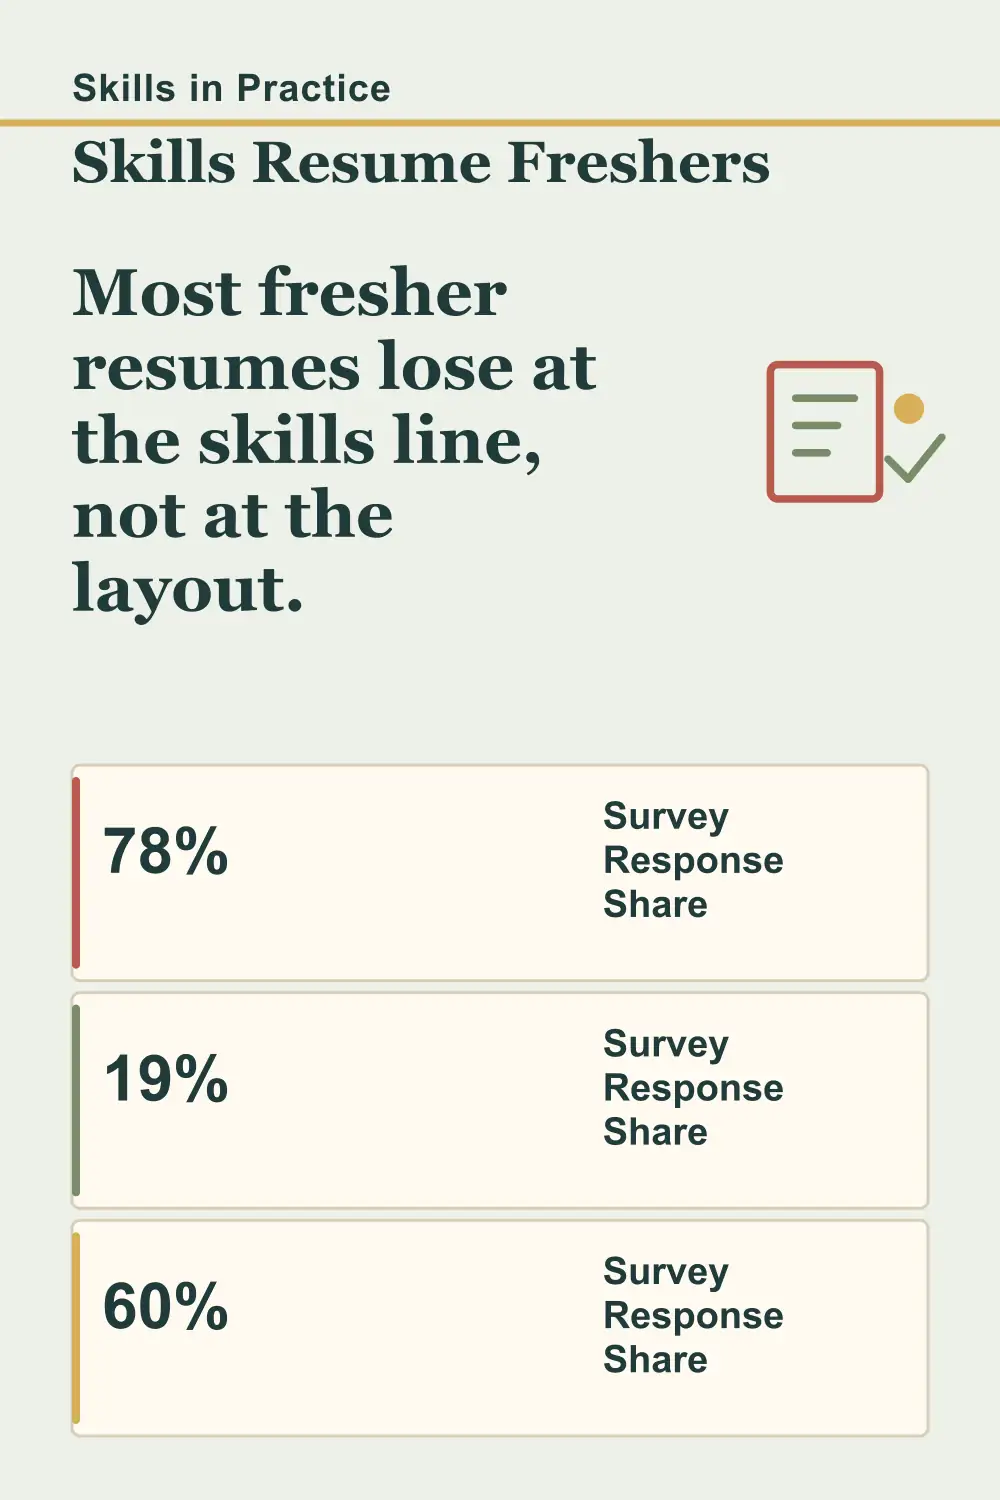 Skills in Practice
Skills Resume Freshers
Most fresher
resumes lose at
the skills line,
not at the
layout.
78%
Survey
Response
Share
19%
Survey
Response
Share
60%
Survey
Response
Share